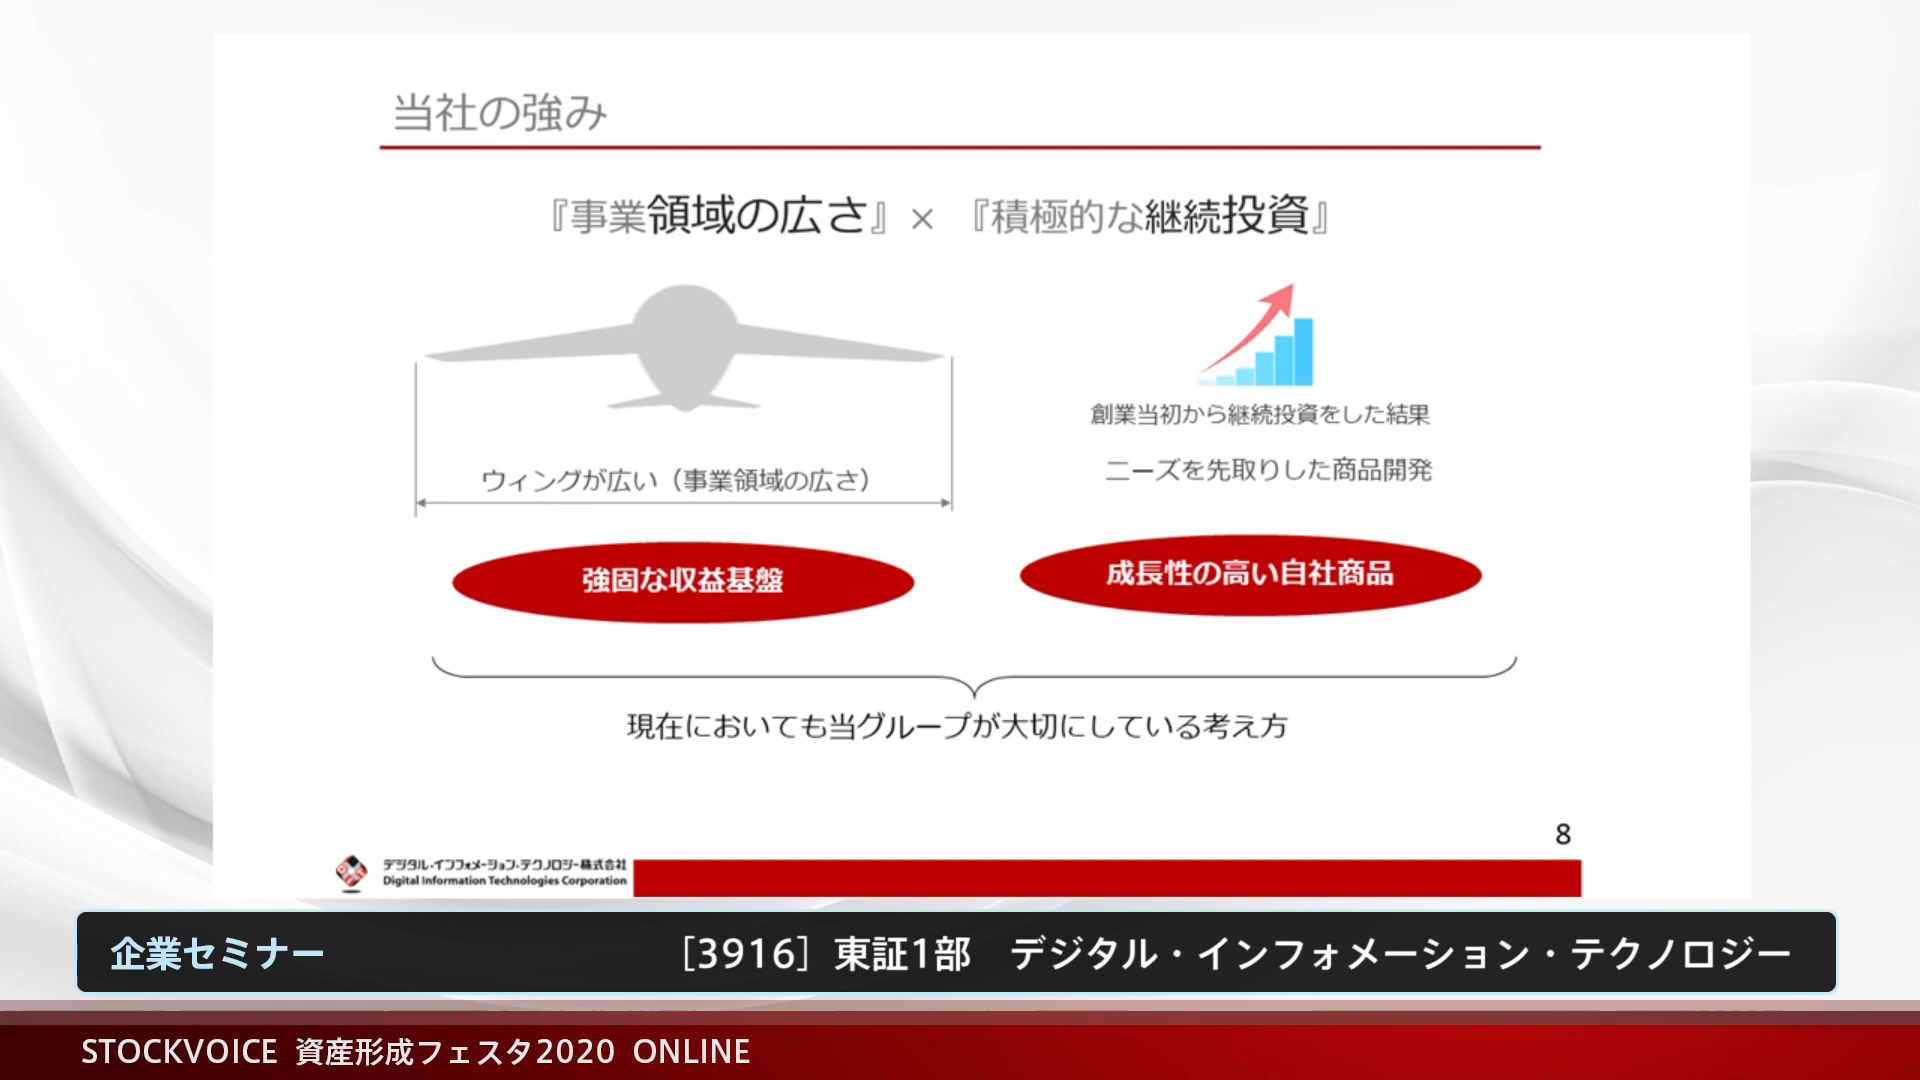 当社の強み
『事業領域の広さ』×『積極的な継続投資』
ウィングが広い（事業領域の広さ）
創業当初から継続投資をした結果
ニーズを先取りした商品開発
強固な収益基盤
成長性の高い自社商品
現在においても当グループが大切にしている考え方
8
デジタル・インフォメーション・テクノロジー株式会社
Digital Information Technologies Corporation
企業セミナー
［3916］東証1部　デジタル・インフォメーション・テクノロジー
STOCKVOICE 資産形成フェスタ2020 ONLINE